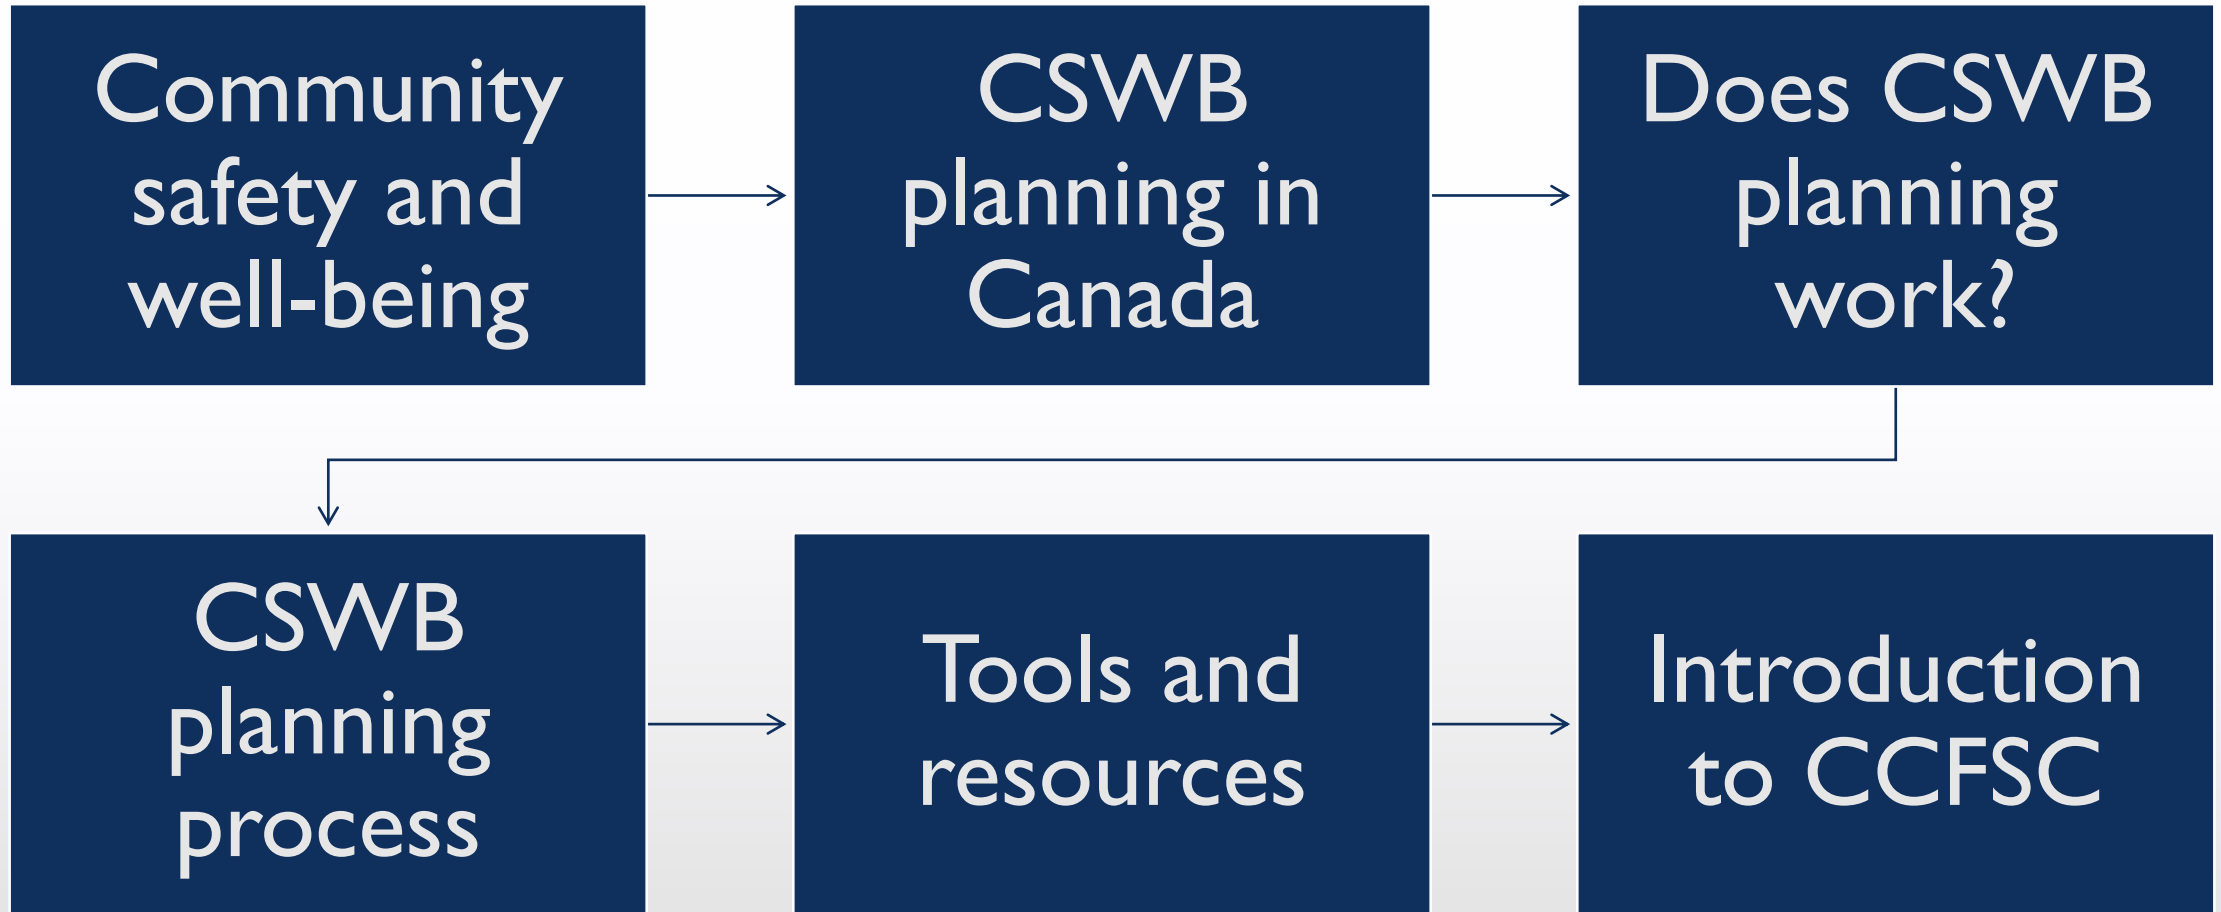 Community
safety and
well-being
CSWB
planning in
Canada
Does CSWB
planning
work?
CSWB
planning
process
Tools and
resources
Introduction
to CCFSC